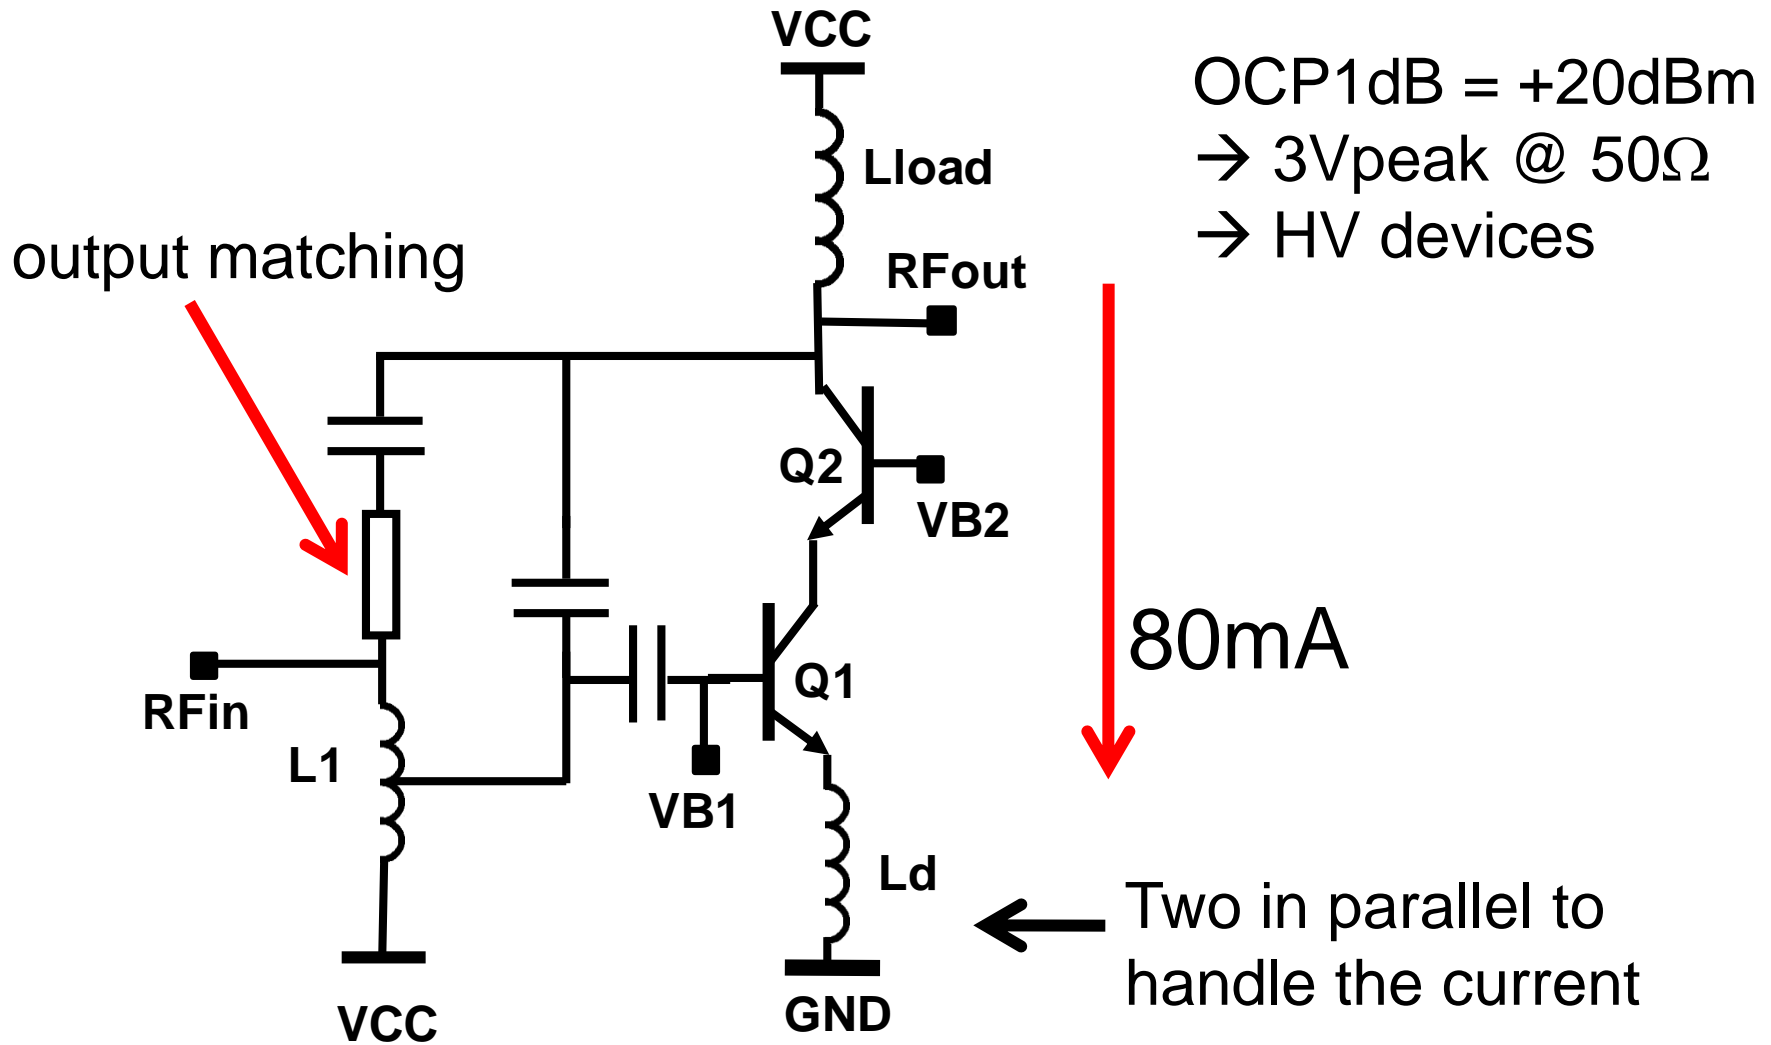 VCC
OCP1dB = +20dBm
→ 3Vpeak @ 50Ω
→ HV devices
Lload
output matching
RFout
Q2
VB2
80mA
Q1
RFin
L1
VB1
Ld
Two in parallel to
handle the current
VCC
GND